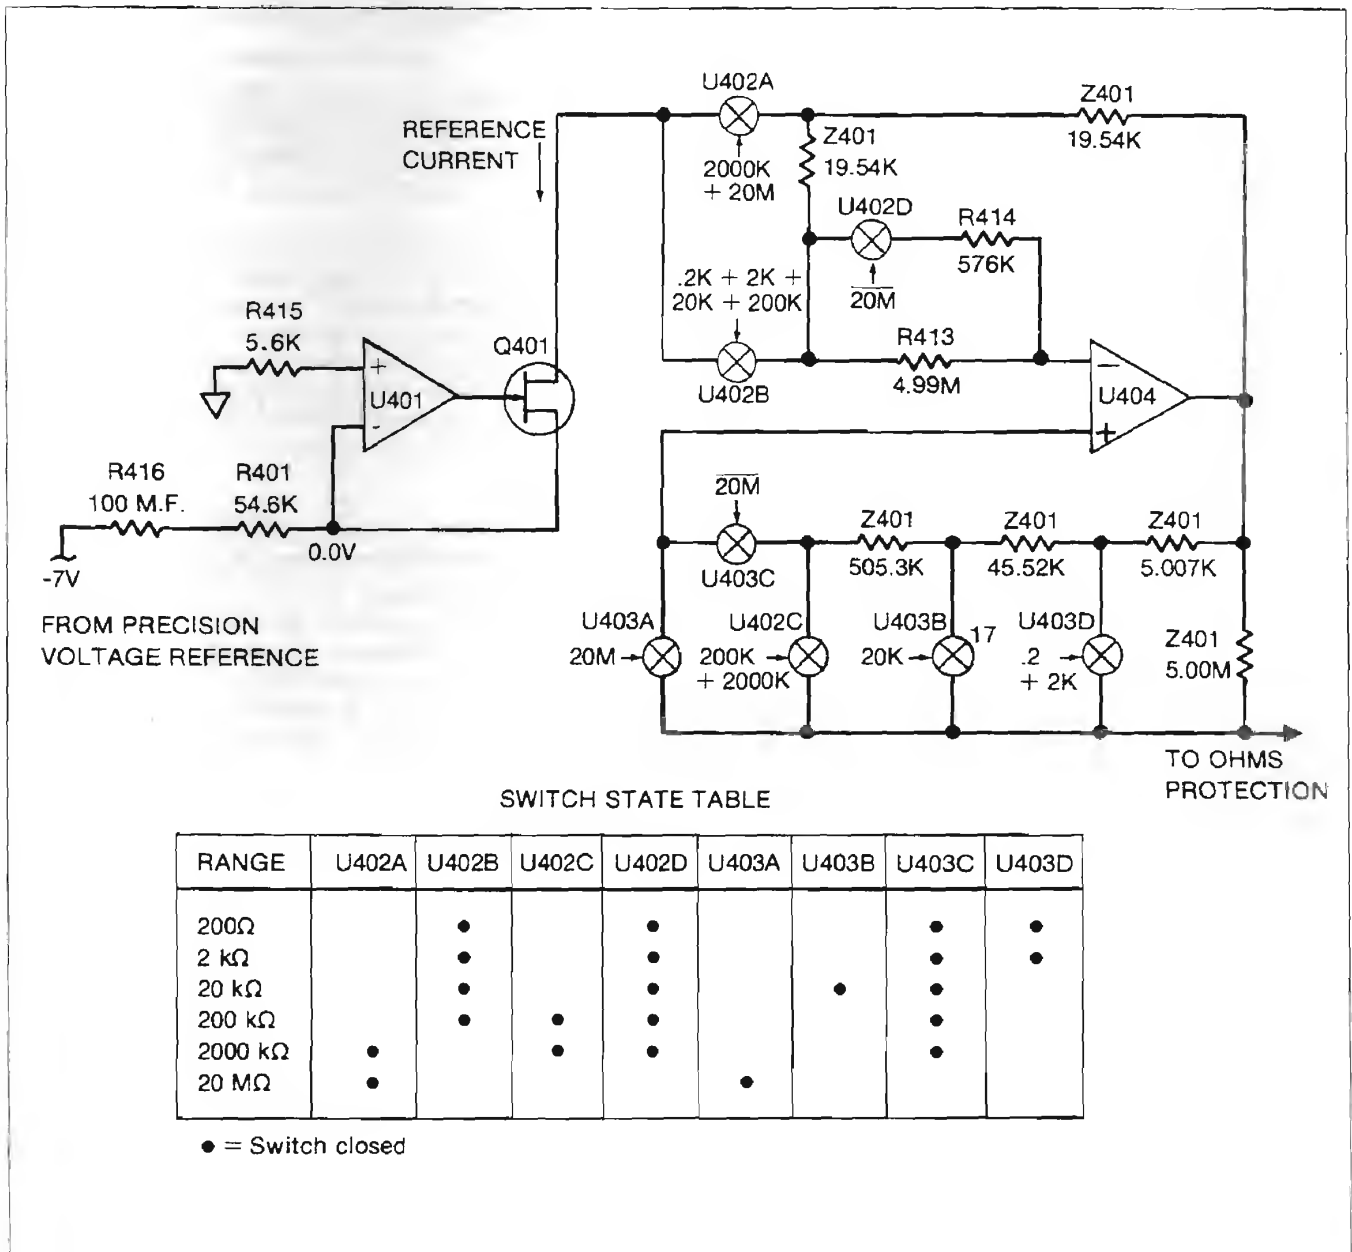 U402A
Z401
19.54K
REFERENCE
CURRENT
Z401
19.54K
2000K
+ 20M
U402D
R414
576K
20M
.2K + 2K +
20K + 200K
R415
5.6K
Q401
R413
4.99M
+
U401
-
U402B
−
U404
+
R416
100 M.F.
R401
54.6K
20M
0.0V
-7V
U403C
Z401
505.3K
Z401
45.52K
Z401
5.007K
FROM PRECISION
VOLTAGE REFERENCE
U403A
20M
U402C
200K
+ 2000K
U403B
17
20K
U403D
.2
+ 2K
Z401
5.00M
TO OHMS
PROTECTION
SWITCH STATE TABLE
RANGE U402A U402B U402C U402D U403A U403B U403C U403D
200Ω ● ● ● ●
2 kΩ ● ● ● ●
20 kΩ ● ● ● ●
200 kΩ ● ● ● ●
2000 kΩ ● ● ● ●
20 MΩ ● ●
● = Switch closed